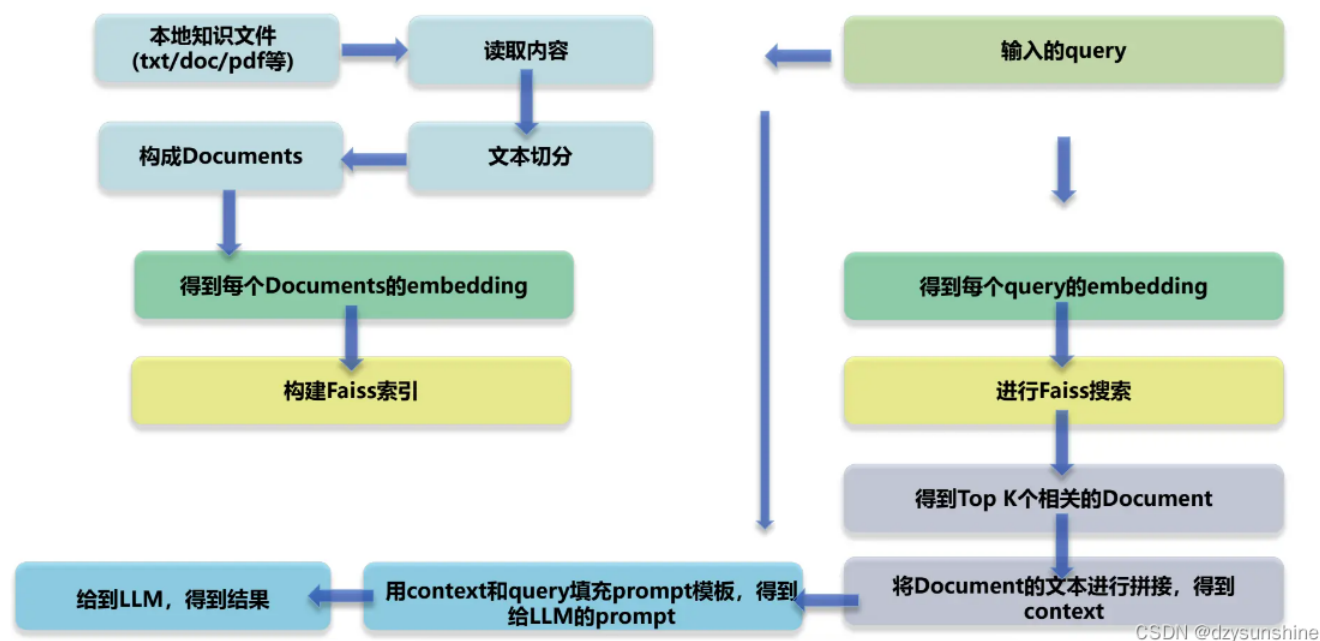 本地知识文件
(txt/doc/pdf等)
读取内容
输入的query
构成Documents
文本切分
得到每个Documents的embedding
得到每个query的embedding
构建Faiss索引
进行Faiss搜索
得到Top K个相关的Document
给到LLM，得到结果
用context和query填充prompt模板，得到
给LLM的prompt
将Document的文本进行拼接，得到
context
CSDN @dzysunshine